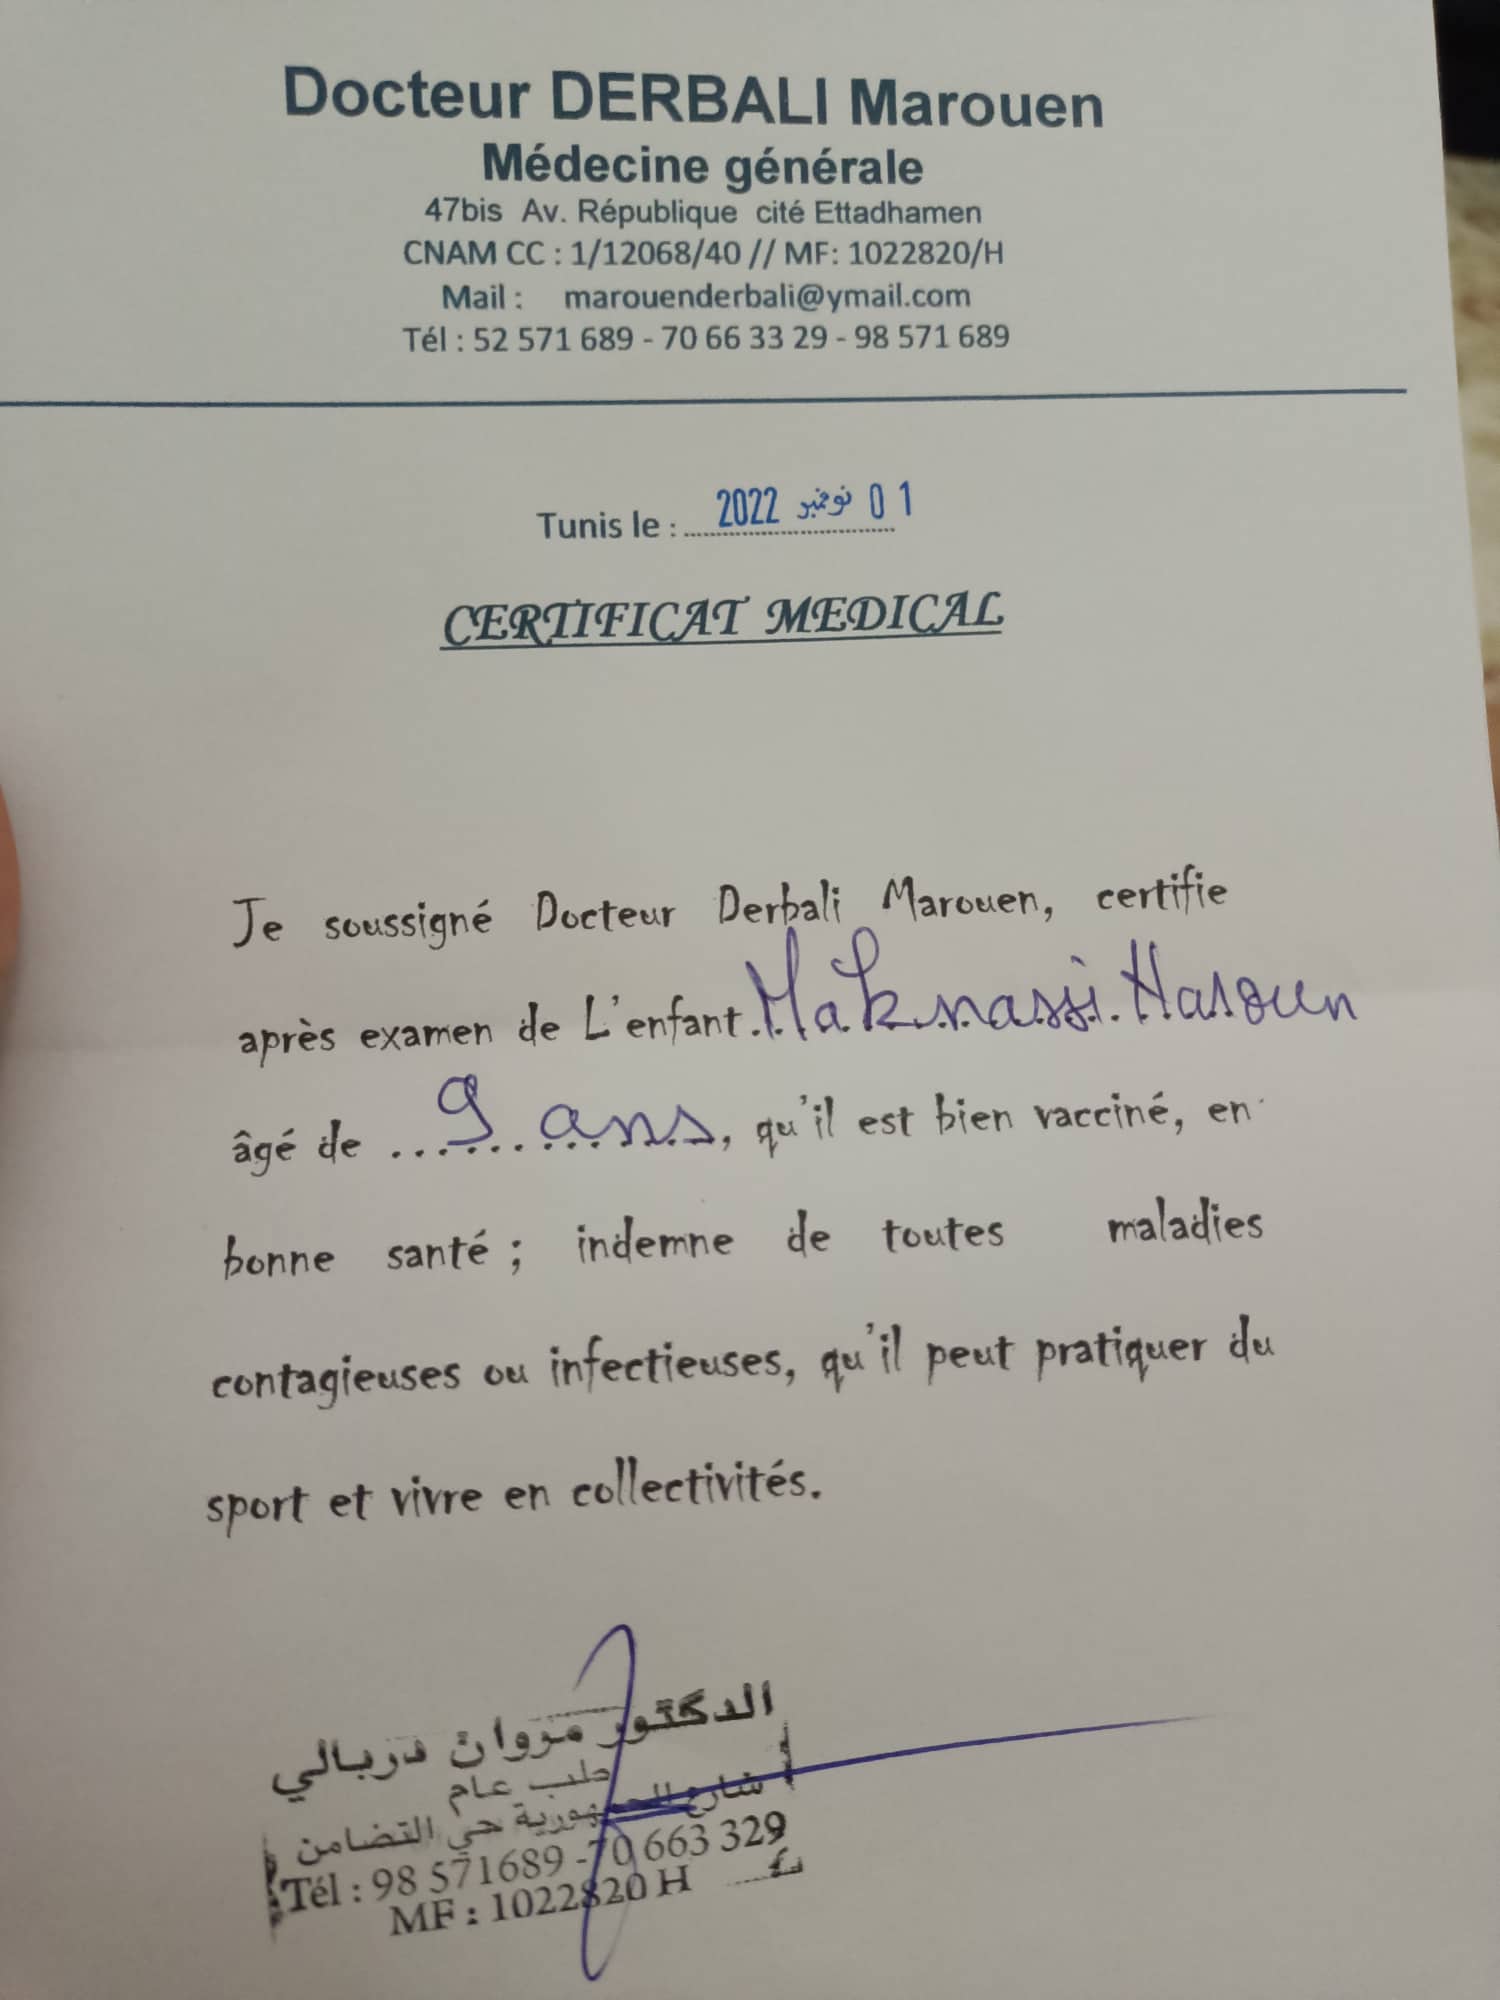 Docteur DERBALI Marouen
Médecine générale
47bis Av. République cité Ettadhamen
CNAM CC : 1/12068/40 // MF: 1022820/H
Mail : marouenderbali@ymail.com
Tél : 52 571 689 - 70 66 33 29 - 98 571 689
Tunis le : 01 نوفمبر 2022
CERTIFICAT MEDICAL
Je soussigné Docteur Derbali Marouen, certifie
après examen de L'enfant Maknassi Haroun
âgé de 9 ans, qu'il est bien vacciné, en
bonne santé ; indemne de toutes maladies
contagieuses ou infectieuses, qu'il peut pratiquer du
sport et vivre en collectivités.
الدكتور مروان دربالي
طب عام
شارع الجمهورية حي التضامن
Tél : 98 571689 - 70 663 329
MF : 1022820 H